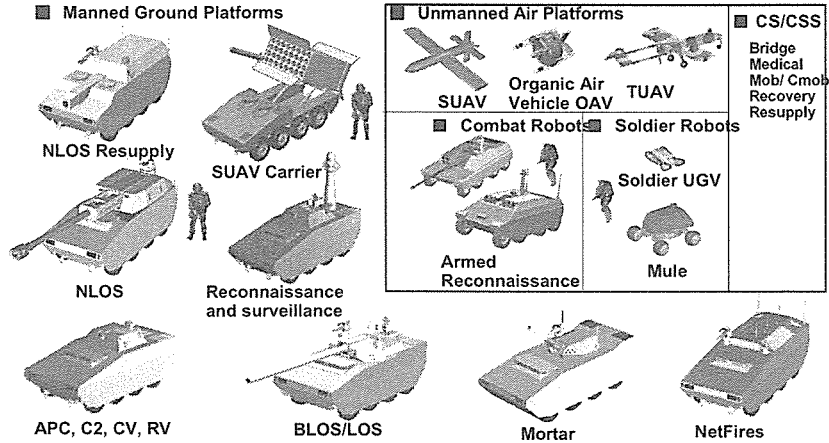 Manned Ground Platforms
NLOS Resupply
SUAV Carrier
NLOS
Reconnaissance
and surveillance
APC, C2, CV, RV
BLOS/LOS
Mortar
NetFires
Unmanned Air Platforms
SUAV
Organic Air
Vehicle OAV
TUAV
Combat Robots
Armed
Reconnaissance
Soldier Robots
Soldier UGV
Mule
CS/CSS
Bridge
Medical
Mob/ Cmob
Recovery
Resupply